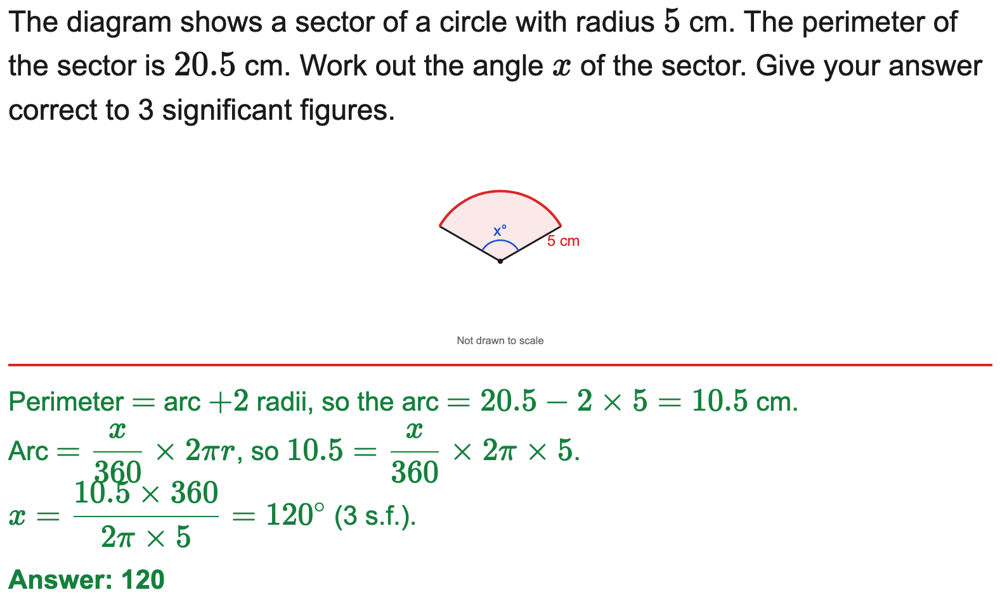 The diagram shows a sector of a circle with radius 5 cm. The perimeter of
the sector is 20.5 cm. Work out the angle x of the sector. Give your answer
correct to 3 significant figures.
x°
5 cm
Not drawn to scale
Perimeter = arc +2 radii, so the arc = 20.5 − 2 × 5 = 10.5 cm.
Arc = x/360 × 2πr, so 10.5 = x/360 × 2π × 5.
x = (10.5 × 360)/(2π × 5) = 120° (3 s.f.).
Answer: 120